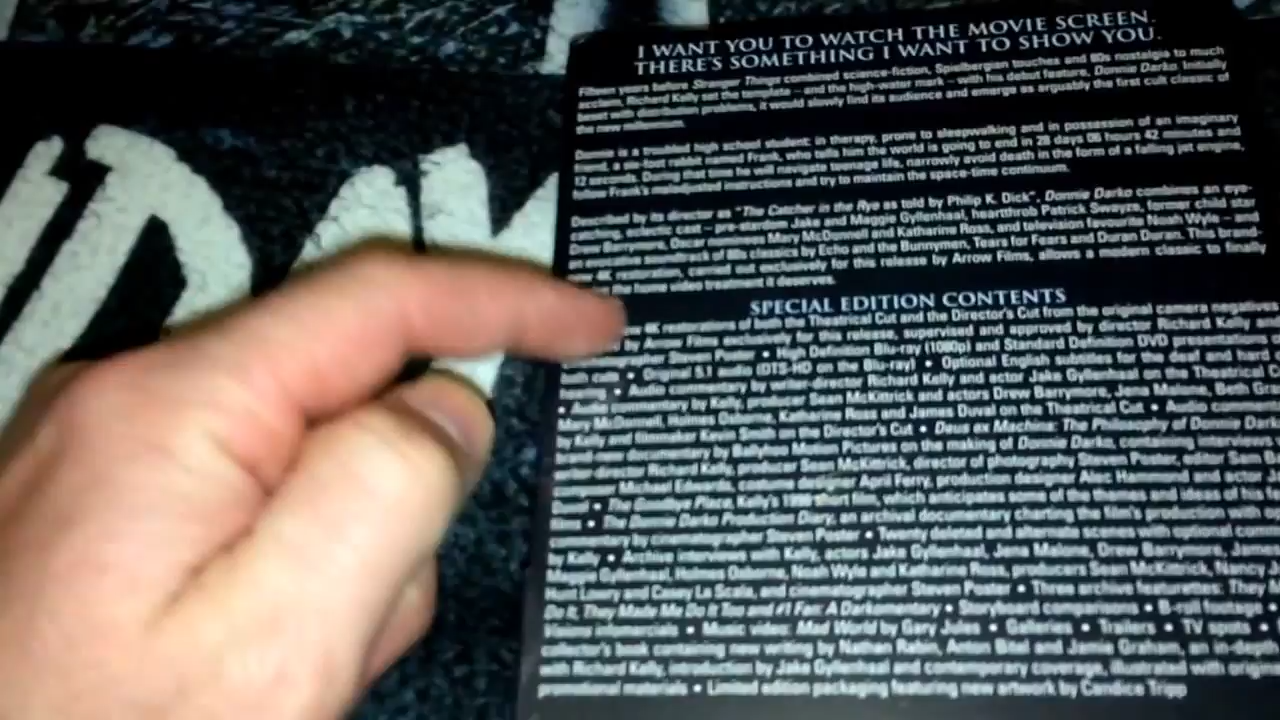 I WANT YOU TO WATCH THE MOVIE SCREEN.
THERE'S SOMETHING I WANT TO SHOW YOU.
Fifteen years before Stranger Things combined science-fiction, Spielbergian touches and 80s nostalgia to much
acclaim, Richard Kelly set the template – and the high-water mark – with his debut feature, Donnie Darko. Initially
beset with distribution problems, it would slowly find its audience and emerge as arguably the first cult classic of
the new millennium.
Donnie is a troubled high school student: in therapy, prone to sleepwalking and in possession of an imaginary
friend, a six-foot rabbit named Frank, who tells him the world is going to end in 28 days 06 hours 42 minutes and
12 seconds. During that time he will navigate teenage life, narrowly avoid death in the form of a falling jet engine,
follow Frank's maladjusted instructions and try to maintain the space-time continuum.
Described by its director as "The Catcher in the Rye as told by Philip K. Dick", Donnie Darko combines an eye-
catching, eclectic cast – pre-stardom Jake and Maggie Gyllenhaal, heartthrob Patrick Swayze, former child star
Drew Barrymore, Oscar nominees Mary McDonnell and Katharine Ross, and television favourite Noah Wyle – and
an evocative soundtrack of 80s classics by Echo and the Bunnymen, Tears for Fears and Duran Duran. This brand-
4K restoration, carried out exclusively for this release by Arrow Films, allows a modern classic to finally
the home video treatment it deserves.
SPECIAL EDITION CONTENTS
4K restorations of both the Theatrical Cut and the Director's Cut from the original camera negatives
by Arrow Films exclusively for this release, supervised and approved by director Richard Kelly
Steven Poster • High Definition Blu-ray (1080p) and Standard Definition DVD
both cuts • Original 5.1 audio (DTS-HD on the Blu-ray) • Optional English subtitles for the deaf and hard
• Audio commentary by writer-director Richard Kelly and actor Jake Gyllenhaal on the Theatrical
• Audio commentary by Kelly, producer Sean McKittrick and actors Drew Barrymore, Jena Malone, Beth
Mary McDonnell, Holmes Osborne, Katharine Ross and James Duval on the Theatrical Cut • Audio
by Kelly and filmmaker Kevin Smith on the Director's Cut • Deus ex Machina: The Philosophy of Donnie
new documentary by Ballyhoo Motion Pictures on the making of Donnie Darko, containing interviews
director Richard Kelly, producer Sean McKittrick, director of photography Steven Poster, editor Sam
Michael Andrews, costume designer April Ferry, production designer Alec Hammond and actor
• The Goodbye Place, Kelly's 1996 short film, which anticipates some of the themes and ideas of his
• The Donnie Darko Production Diary, an archival documentary charting the film's production with
by cinematographer Steven Poster • Twenty deleted and alternate scenes with optional
by Kelly • Archive interviews with Kelly, actors Jake Gyllenhaal, Jena Malone, Drew Barrymore,
Maggie Gyllenhaal, Holmes Osborne, Noah Wyle and Katharine Ross, producers Sean McKittrick, Nancy
Hunt Lowry and Casey La Scala, and cinematographer Steven Poster • Three archive featurettes: They
Do It, They Made Me Do It Too and #1 Fan: A Darkomentary • Storyboard comparisons • B-roll footage •
commercials • Music video: Mad World by Gary Jules • Galleries • Trailers • TV spots •
collector's book containing new writing by Nathan Rabin, Anton Bitel and Jamie Graham, an in-depth
with Richard Kelly, introduction by Jake Gyllenhaal and contemporary coverage, illustrated with
promotional materials • Limited edition packaging featuring new artwork by Candice Tripp